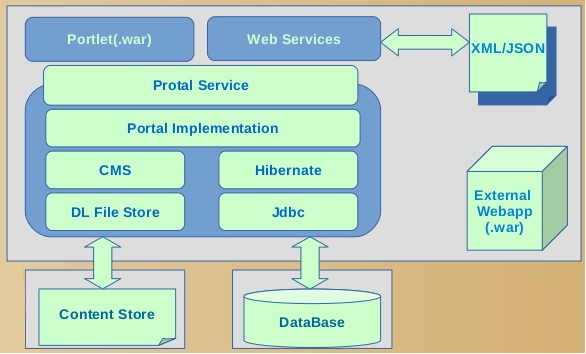 Portlet(.war)
Web Services
XML/JSON
Protal Service
Portal Implementation
CMS
Hibernate
DL File Store
Jdbc
External
Webapp
(.war)
Content Store
DataBase